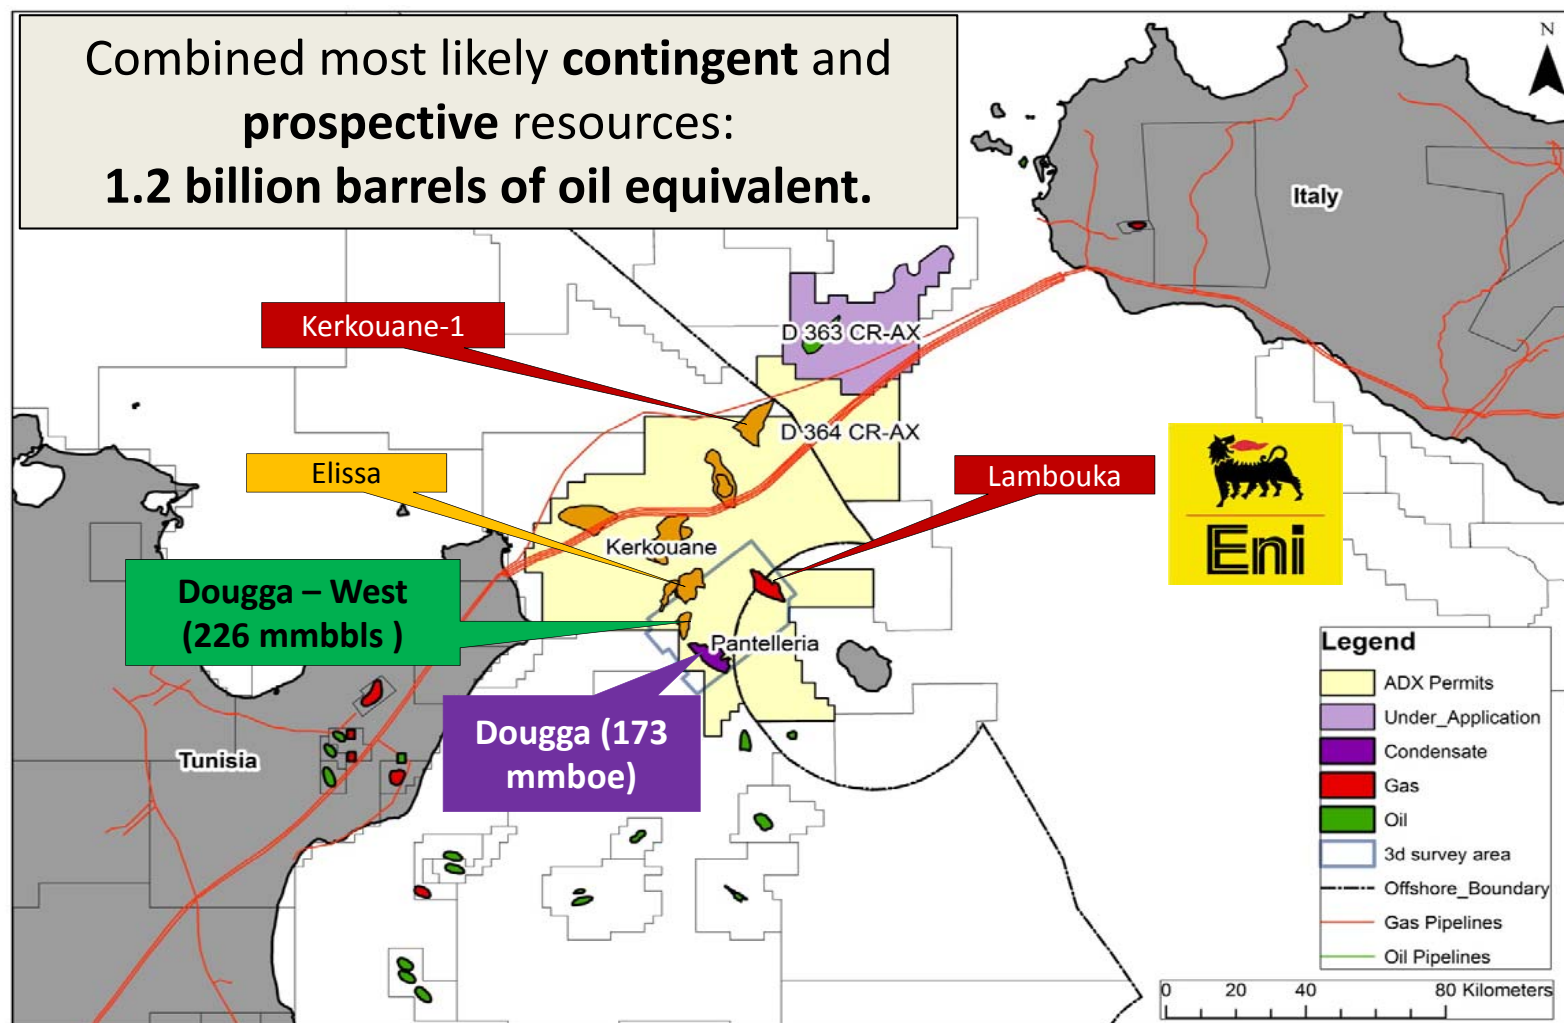 Combined most likely contingent and
prospective resources:
1.2 billion barrels of oil equivalent.
N
Italy
Kerkouane-1
D 363 CR-AX
D 364 CR-AX
Elissa
Lambouka
Eni
Kerkouane
Dougga – West
(226 mmbbls )
Pantelleria
Dougga (173
mmboe)
Tunisia
Legend
ADX Permits
Under_Application
Condensate
Gas
Oil
3d survey area
Offshore_Boundary
Gas Pipelines
Oil Pipelines
0 20 40 80 Kilometers